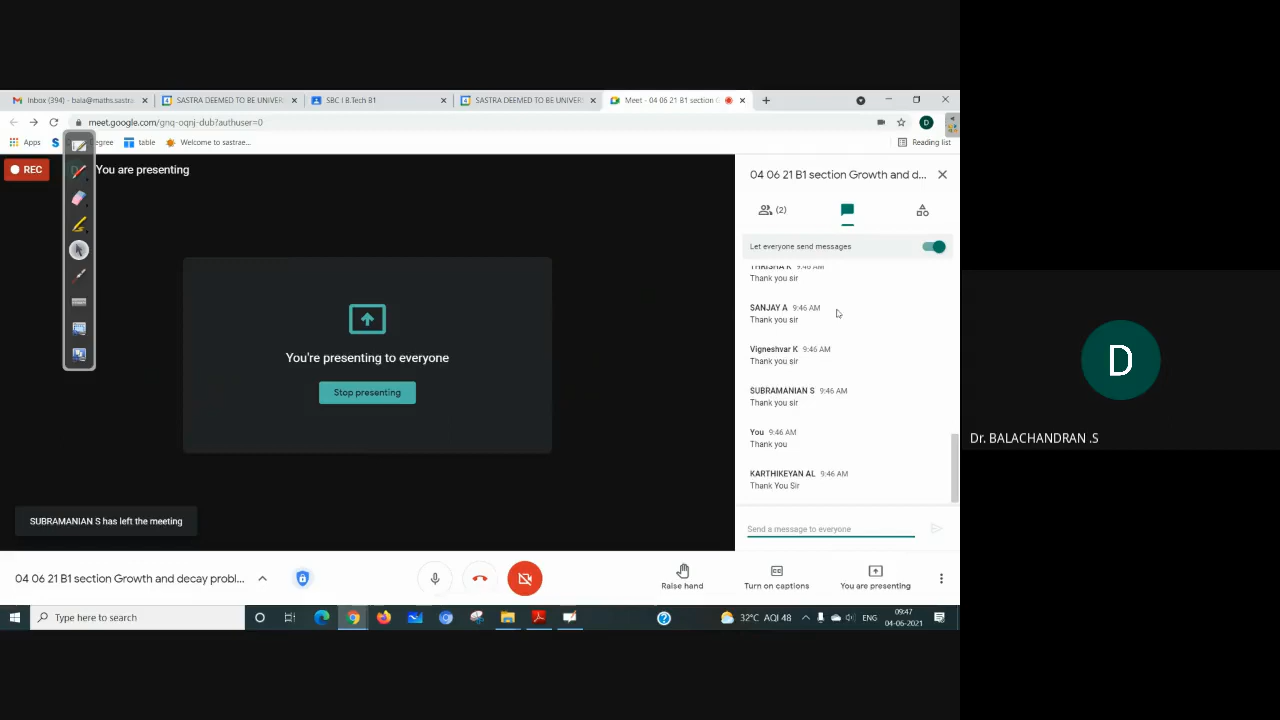 Inbox (394) - bala@maths.sastra.
SASTRA DEEMED TO BE UNIVER
SBC I B.Tech B1
SASTRA DEEMED TO BE UNIVER
Meet - 04 06 21 B1 section G
meet.google.com/gnq-oqnj-dub?authuser=0
Apps
egree
table
Welcome to sastrae...
Reading list
REC
You are presenting
04 06 21 B1 section Growth and d...
(2)
Let everyone send messages
THRISHA K 9:46 AM
Thank you sir
SANJAY A 9:46 AM
Thank you sir
Vigneshvar K 9:46 AM
Thank you sir
SUBRAMANIAN S 9:46 AM
Thank you sir
You 9:46 AM
Thank you
KARTHIKEYAN AL 9:46 AM
Thank You Sir
Send a message to everyone
You're presenting to everyone
Stop presenting
SUBRAMANIAN S has left the meeting
04 06 21 B1 section Growth and decay probl...
Raise hand
Turn on captions
You are presenting
Type here to search
32°C AQI 48
ENG
09:47
04-06-2021
D
Dr. BALACHANDRAN .S